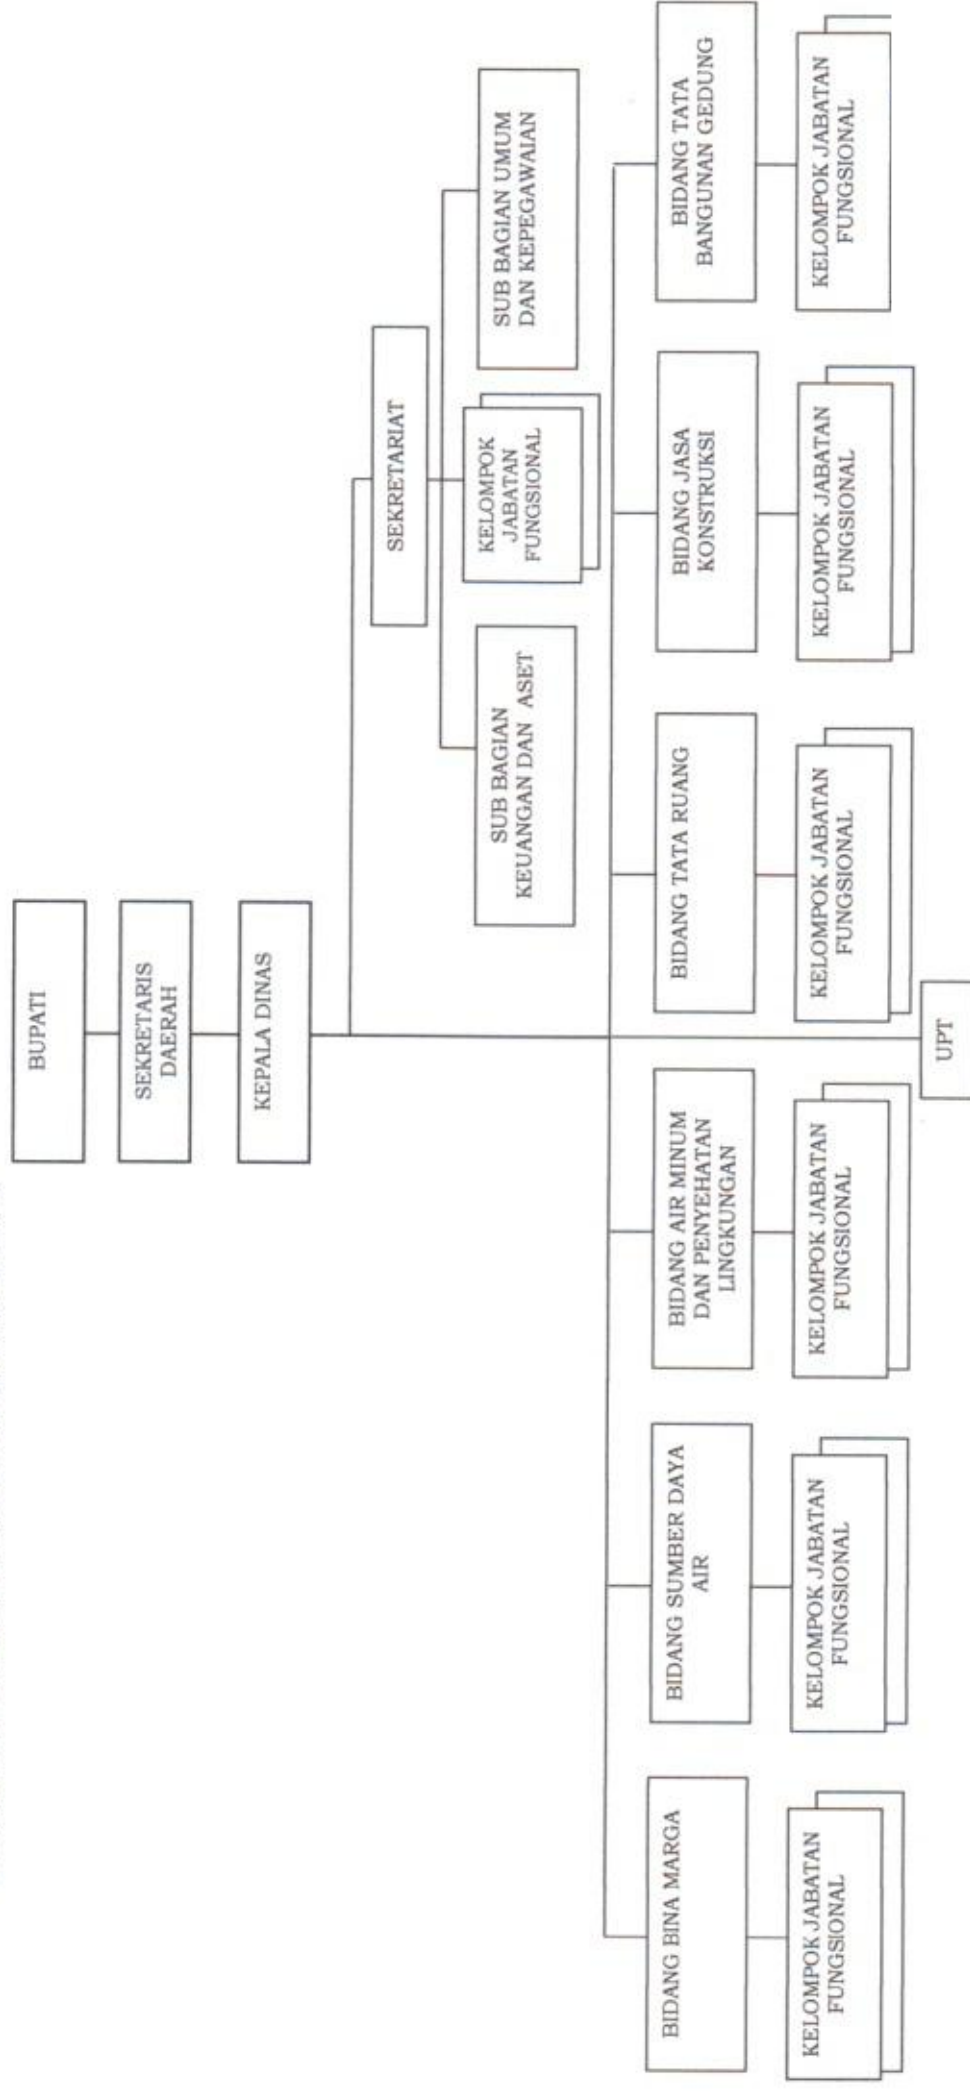 BUPATI
SEKRETARIS
DAERAH
KEPALA DINAS
SEKRETARIAT
SUB BAGIAN
KEUANGAN DAN ASET
KELOMPOK
JABATAN
FUNGSIONAL
SUB BAGIAN UMUM
DAN KEPEGAWAIAN
BIDANG BINA MARGA
BIDANG SUMBER DAYA
AIR
BIDANG AIR MINUM
DAN PENYEHATAN
LINGKUNGAN
BIDANG TATA RUANG
BIDANG JASA
KONSTRUKSI
BIDANG TATA
BANGUNAN GEDUNG
KELOMPOK JABATAN
FUNGSIONAL
KELOMPOK JABATAN
FUNGSIONAL
KELOMPOK JABATAN
FUNGSIONAL
KELOMPOK JABATAN
FUNGSIONAL
KELOMPOK JABATAN
FUNGSIONAL
KELOMPOK JABATAN
FUNGSIONAL
UPT